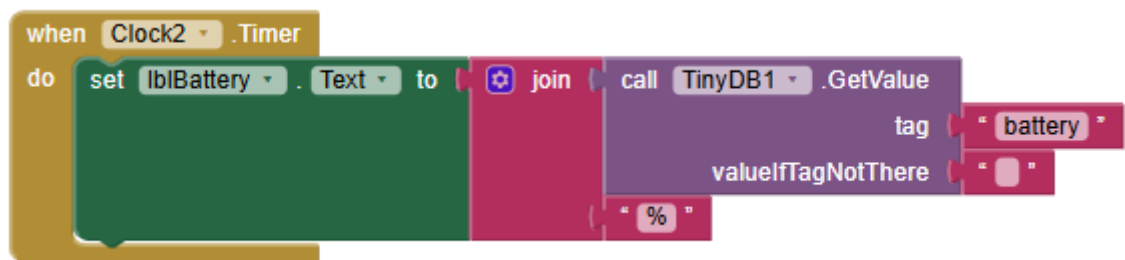 when Clock2 .Timer
do set lblBattery . Text to join call TinyDB1 .GetValue
tag " battery "
valueIfTagNotThere " "
" % "